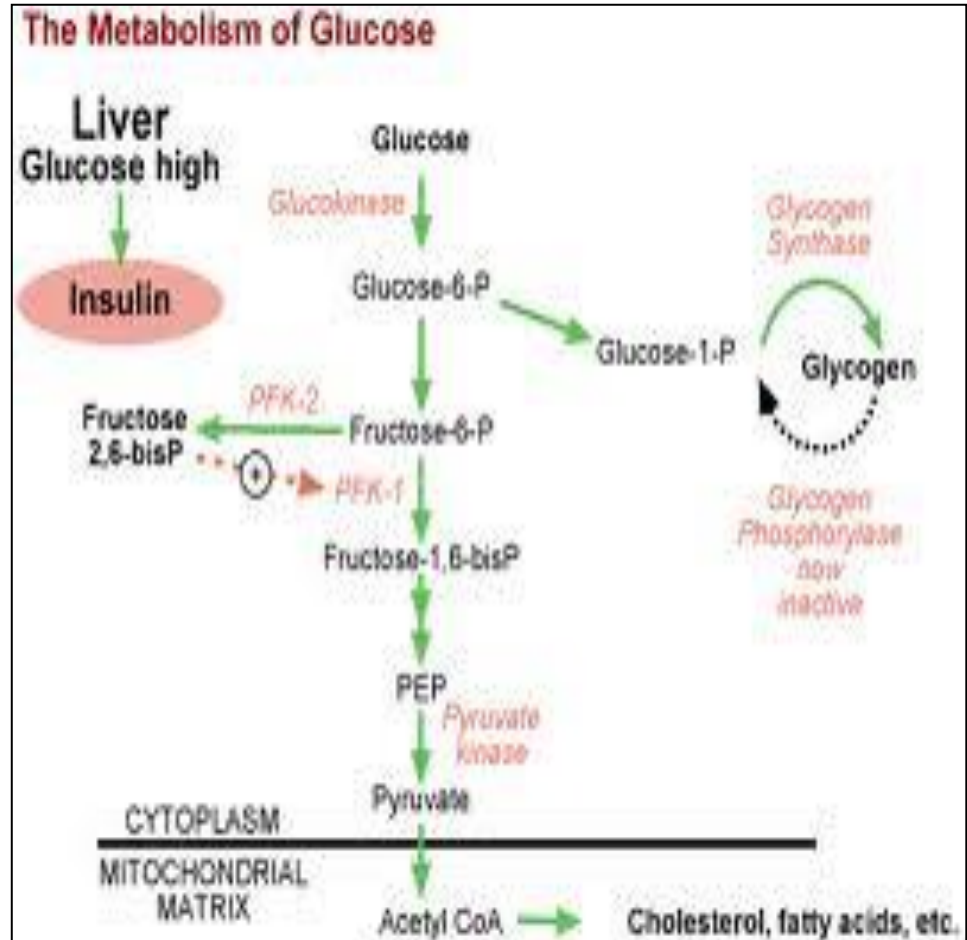 The Metabolism of Glucose
Liver
Glucose high
Insulin
Glucose
Glucokinase
Glucose-6-P
Glucose-1-P
Glycogen
Synthase
Glycogen
Glycogen
Phosphorylase
now
inactive
PFK-2
Fructose
2,6-bisP
Fructose-6-P
+
PFK-1
Fructose-1,6-bisP
PEP
Pyruvate
kinase
Pyruvate
CYTOPLASM
MITOCHONDRIAL
MATRIX
Acetyl CoA
Cholesterol, fatty acids, etc.